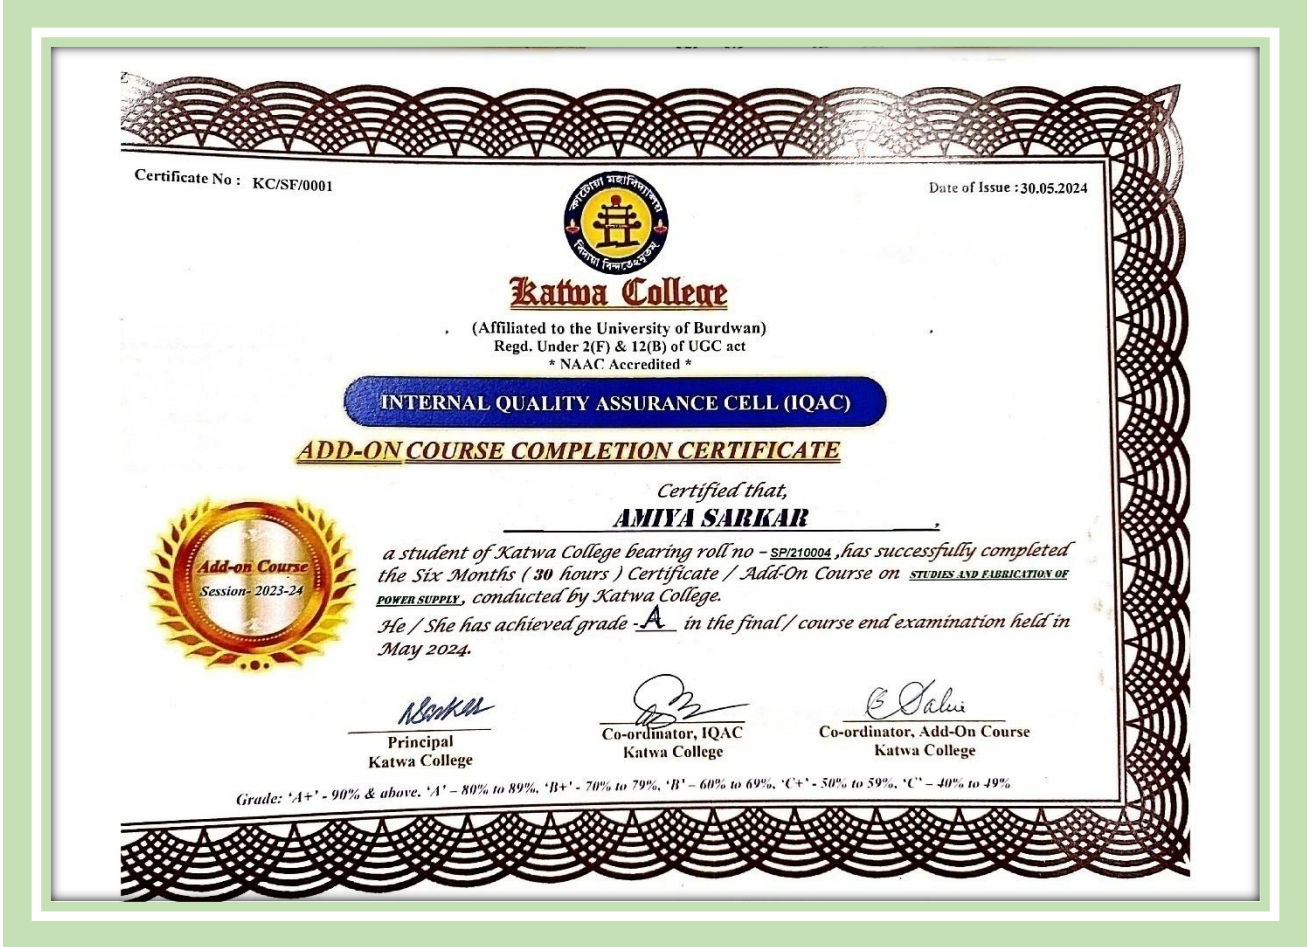 Certificate No : KC/SF/0001
Date of Issue : 30.05.2024
কাটোয়া মহাবিদ্যালয়
Katwa College
(Affiliated to the University of Burdwan)
Regd. Under 2(F) & 12(B) of UGC act
* NAAC Accredited *
INTERNAL QUALITY ASSURANCE CELL (IQAC)
ADD-ON COURSE COMPLETION CERTIFICATE
Certified that,
AMIYA SARKAR ,
a student of Katwa College bearing roll no – SP/210004 ,has successfully completed
the Six Months ( 30 hours ) Certificate / Add-On Course on STUDIES AND FABRICATION OF
POWER SUPPLY, conducted by Katwa College.
He / She has achieved grade - A in the final / course end examination held in
May 2024.
Add-on Course
Session- 2023-24
Principal
Katwa College
Co-ordinator, IQAC
Katwa College
Co-ordinator, Add-On Course
Katwa College
Grade: ‘A+’ - 90% & above. ‘A’ – 80% to 89%, ‘B+’ - 70% to 79%, ‘B’ – 60% to 69%, ‘C+’ - 50% to 59%, ‘C’ – 40% to 49%